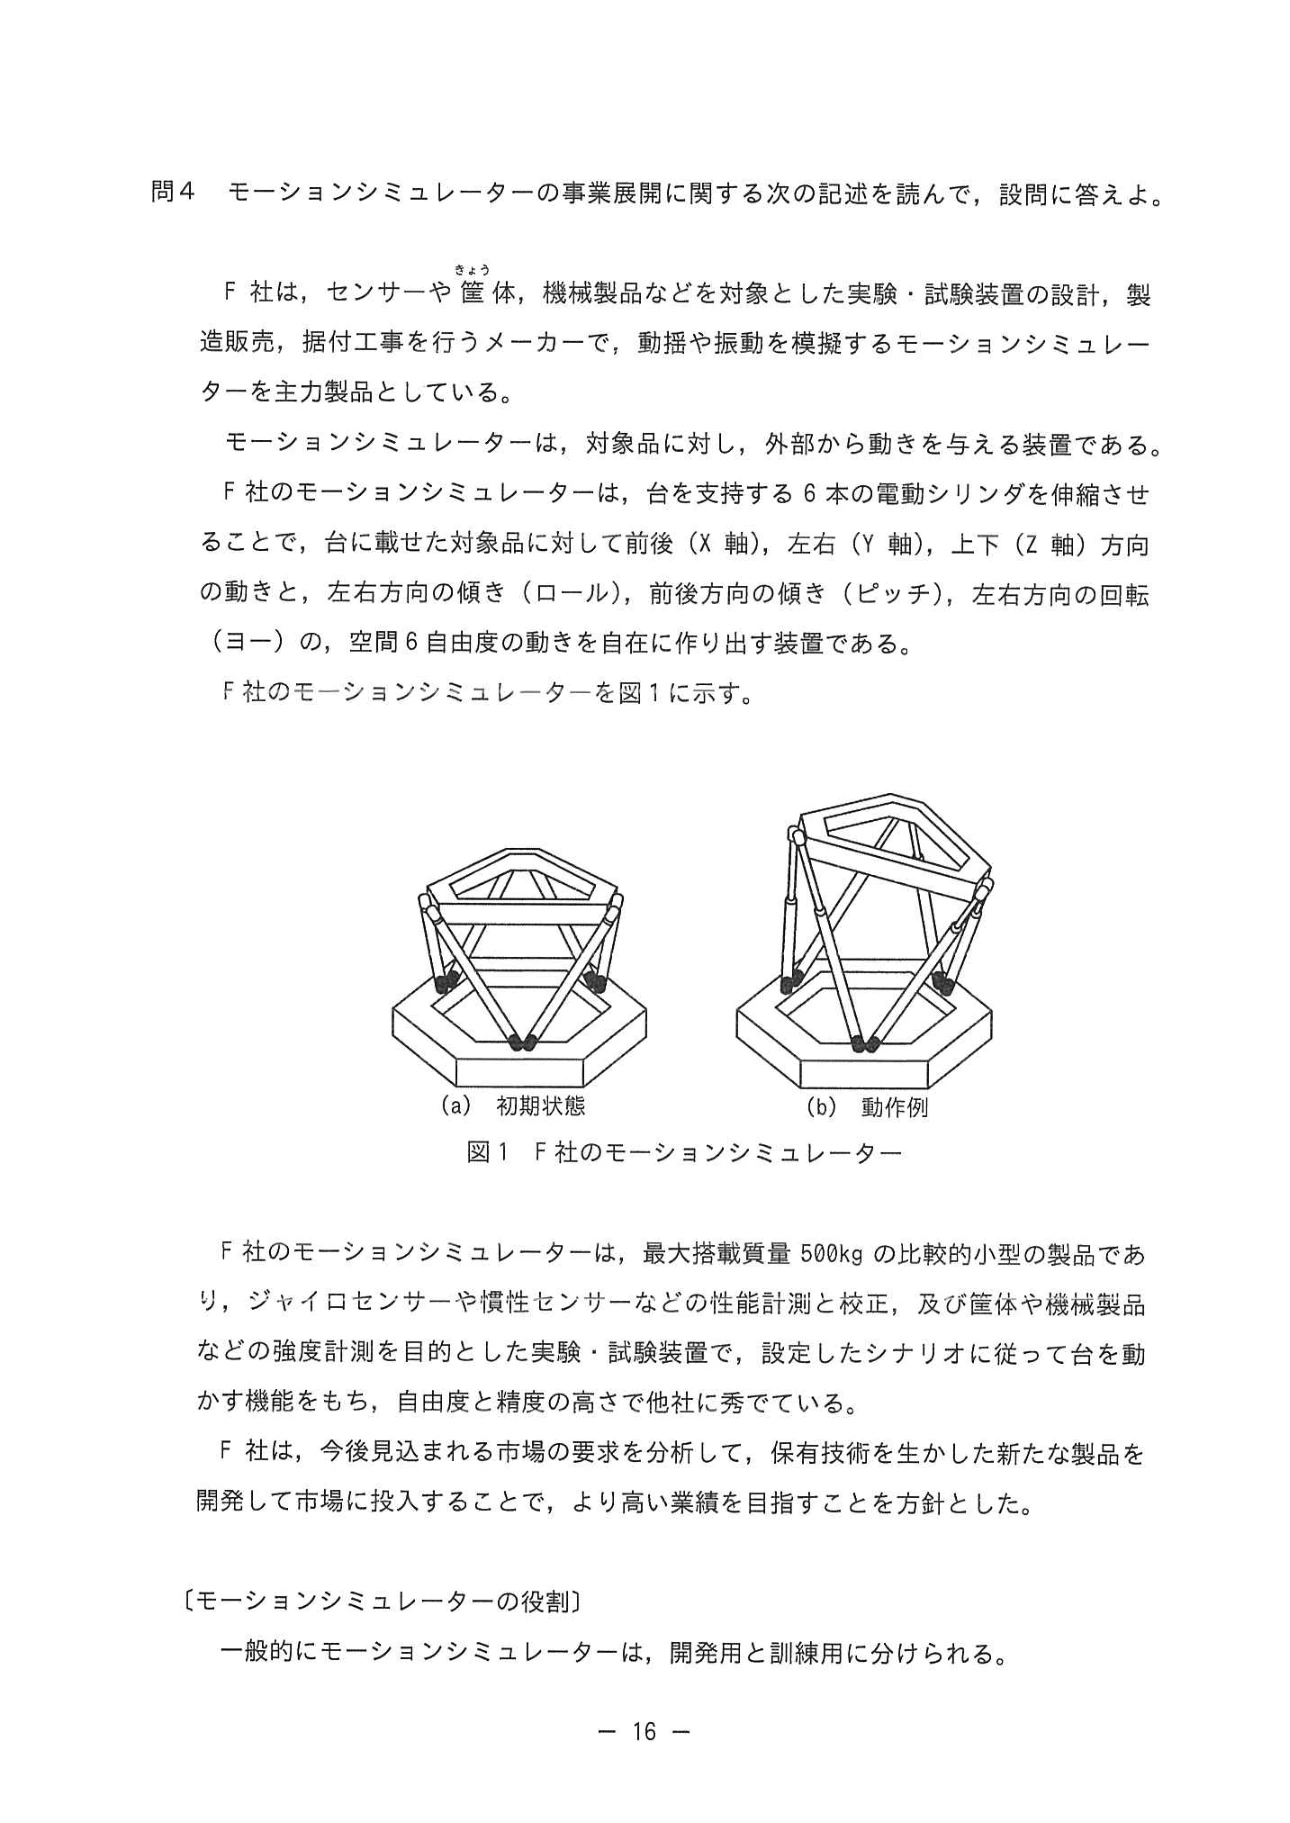 問4　モーションシミュレーターの事業展開に関する次の記述を読んで，設問に答えよ。
きょう
F 社は，センサーや筐体，機械製品などを対象とした実験・試験装置の設計，製
造販売，据付工事を行うメーカーで，動揺や振動を模擬するモーションシミュレー
ターを主力製品としている。
モーションシミュレーターは，対象品に対し，外部から動きを与える装置である。
F 社のモーションシミュレーターは，台を支持する 6 本の電動シリンダを伸縮させ
ることで，台に載せた対象品に対して前後（X 軸），左右（Y 軸），上下（Z 軸）方向
の動きと，左右方向の傾き（ロール），前後方向の傾き（ピッチ），左右方向の回転
（ヨー）の，空間 6 自由度の動きを自在に作り出す装置である。
F 社のモーションシミュレーターを図 1 に示す。
(a)　初期状態
(b)　動作例
図 1　F 社のモーションシミュレーター
F 社のモーションシミュレーターは，最大搭載質量 500kg の比較的小型の製品であ
り，ジャイロセンサーや慣性センサーなどの性能計測と校正，及び筐体や機械製品
などの強度計測を目的とした実験・試験装置で，設定したシナリオに従って台を動
かす機能をもち，自由度と精度の高さで他社に秀でている。
F 社は，今後見込まれる市場の要求を分析して，保有技術を生かした新たな製品を
開発して市場に投入することで，より高い業績を目指すことを方針とした。
〔モーションシミュレーターの役割〕
一般的にモーションシミュレーターは，開発用と訓練用に分けられる。
－ 16 －